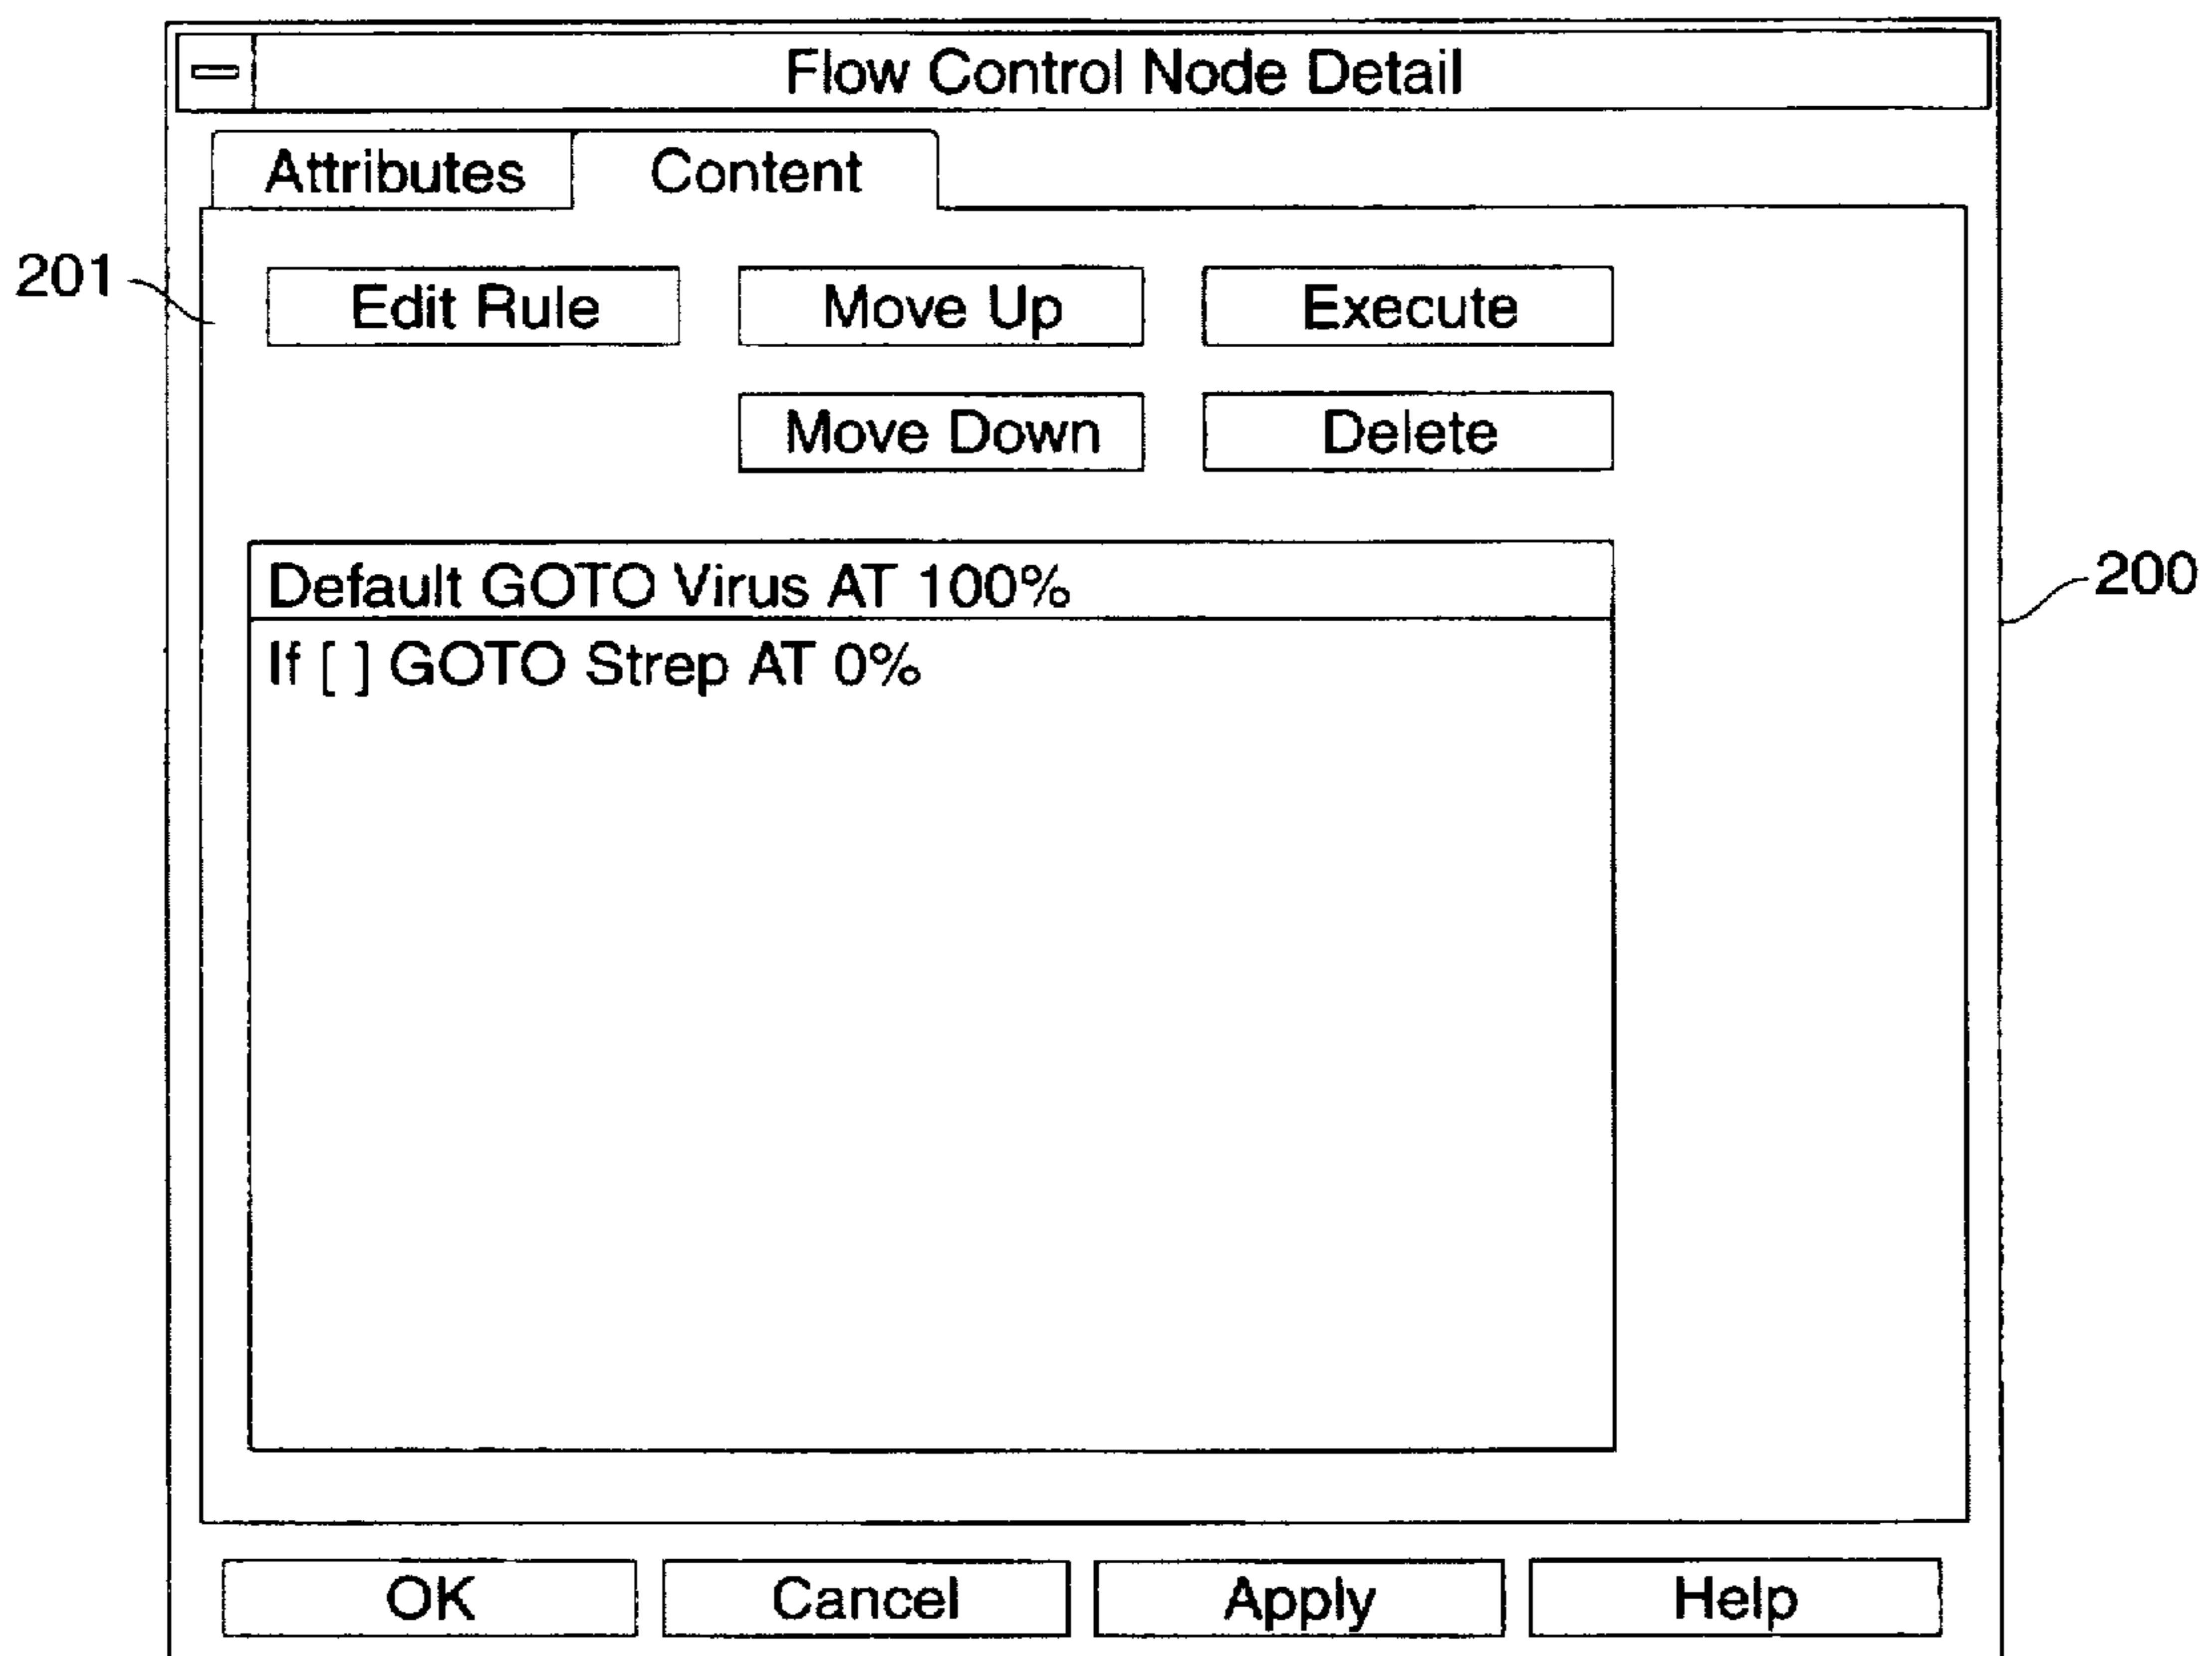 Flow Control Node Detail
Attributes Content
201
Edit Rule Move Up Execute
Move Down Delete
Default GOTO Virus AT 100%
200
If [ ] GOTO Strep AT 0%
OK Cancel Apply Help